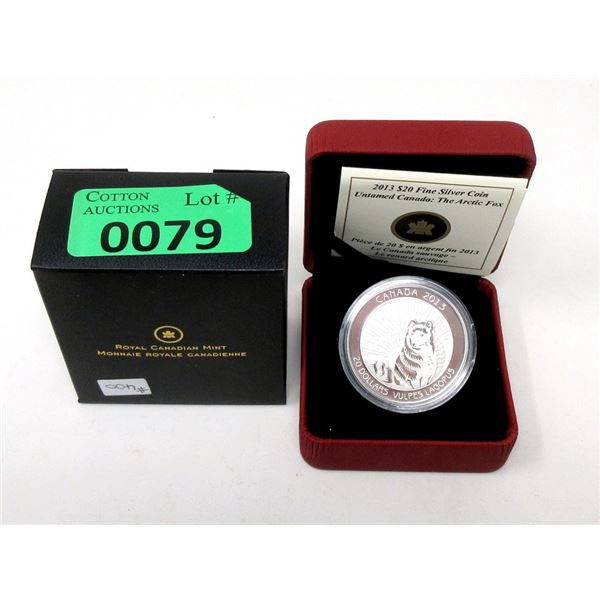 COTTON
AUCTIONS
Lot #
0079
ROYAL CANADIAN MINT
MONNAIE ROYALE CANADIENNE
#400
2013 $20 Fine Silver Coin
Untamed Canada: The Arctic Fox
Pièce de 20 $ en argent fin 2013
Le Canada sauvage –
Le renard arctique
CANADA 2013
20 DOLLARS VULPES LAGOPUS